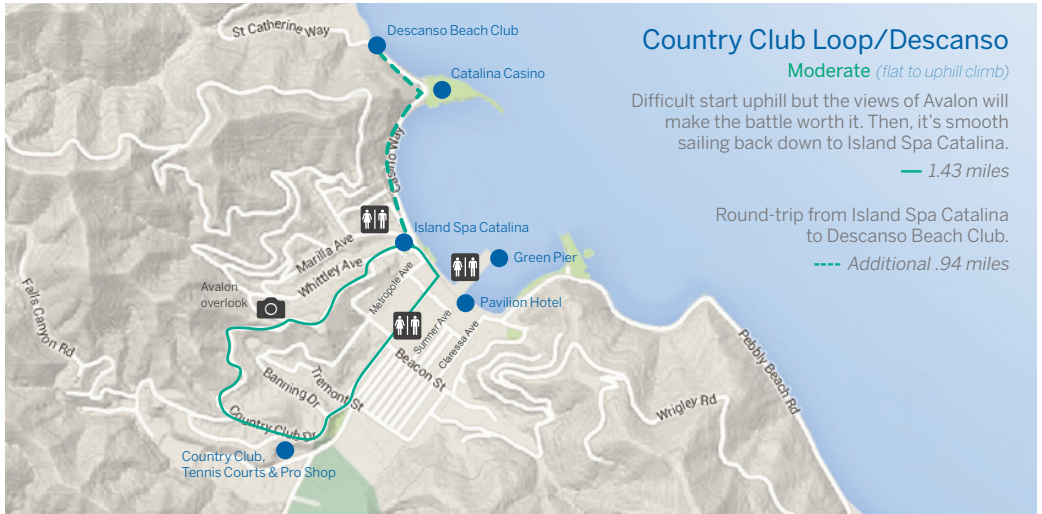 St Catherine Way
Descanso Beach Club
Catalina Casino
Country Club Loop/Descanso
Moderate (flat to uphill climb)
Difficult start uphill but the views of Avalon will
make the battle worth it. Then, it's smooth
sailing back down to Island Spa Catalina.
1.43 miles
Round-trip from Island Spa Catalina
to Descanso Beach Club.
Additional .94 miles
Casino Way
Island Spa Catalina
Marilla Ave
Whittley Ave
Green Pier
Avalon
overlook
Metropole Ave
Pavilion Hotel
Falls Canyon Rd
Sumner Ave
Claressa Ave
Beacon St
Tremont St
Banning Dr
Pebbly Beach Rd
Wrigley Rd
Country Club Dr
Country Club,
Tennis Courts & Pro Shop